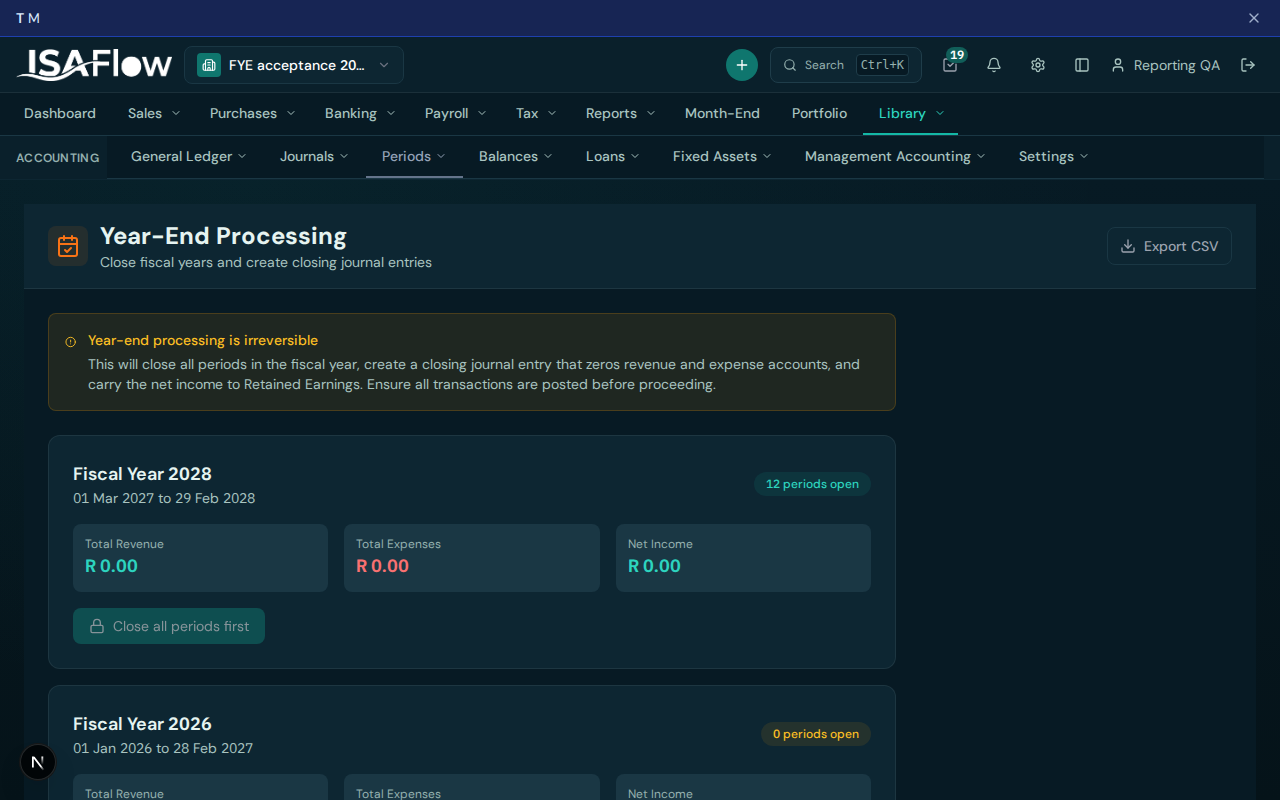 T M
ISAFlow
FYE acceptance 20...
Search
Ctrl+K
19
Reporting QA
Dashboard
Sales
Purchases
Banking
Payroll
Tax
Reports
Month-End
Portfolio
Library
ACCOUNTING
General Ledger
Journals
Periods
Balances
Loans
Fixed Assets
Management Accounting
Settings
Year-End Processing
Close fiscal years and create closing journal entries
Export CSV
Year-end processing is irreversible
This will close all periods in the fiscal year, create a closing journal entry that zeros revenue and expense accounts, and
carry the net income to Retained Earnings. Ensure all transactions are posted before proceeding.
Fiscal Year 2028
01 Mar 2027 to 29 Feb 2028
12 periods open
Total Revenue
R 0.00
Total Expenses
R 0.00
Net Income
R 0.00
Close all periods first
Fiscal Year 2026
01 Jan 2026 to 28 Feb 2027
0 periods open
Total Revenue
Total Expenses
Net Income
N